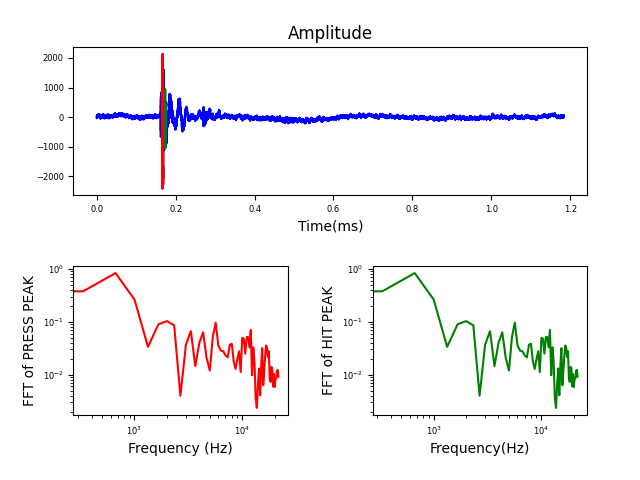 Amplitude
2000
1000
0
−1000
−2000
0.0 0.2 0.4 0.6 0.8 1.0 1.2
Time(ms)
FFT of PRESS PEAK
10⁰
10⁻¹
10⁻²
10³ 10⁴
Frequency (Hz)
FFT of HIT PEAK
10⁰
10⁻¹
10⁻²
10³ 10⁴
Frequency(Hz)